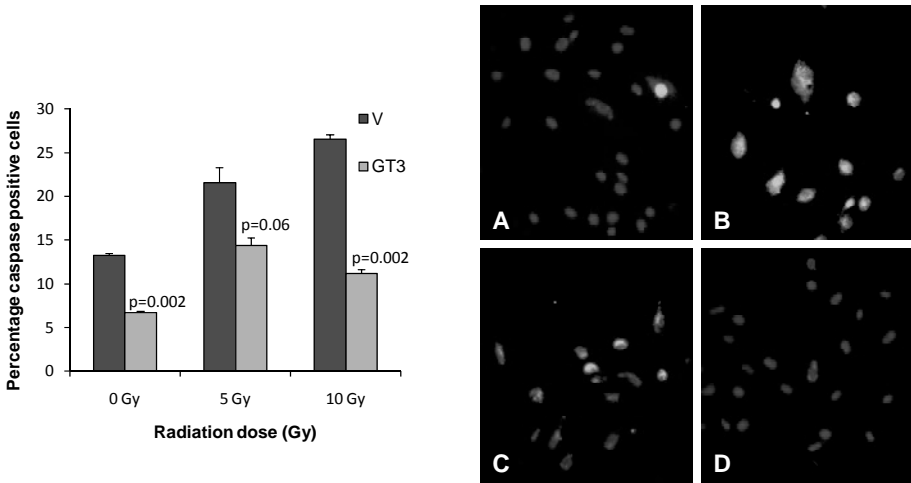 Percentage caspase positive cells
30
25
20
15
10
5
0
V
GT3
p=0.002
p=0.06
p=0.002
0 Gy
5 Gy
10 Gy
Radiation dose (Gy)
A
B
C
D